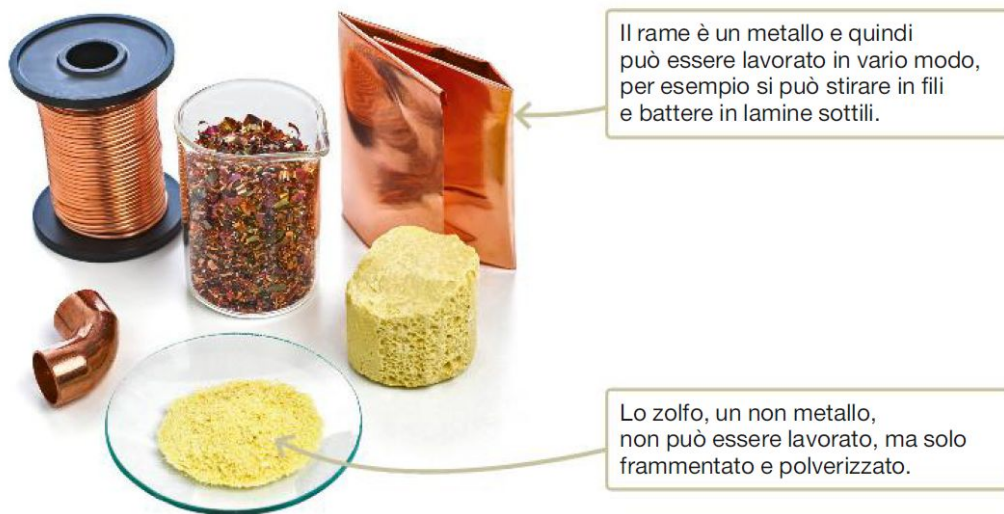 Il rame è un metallo e quindi
può essere lavorato in vario modo,
per esempio si può stirare in fili
e battere in lamine sottili.
Lo zolfo, un non metallo,
non può essere lavorato, ma solo
frammentato e polverizzato.